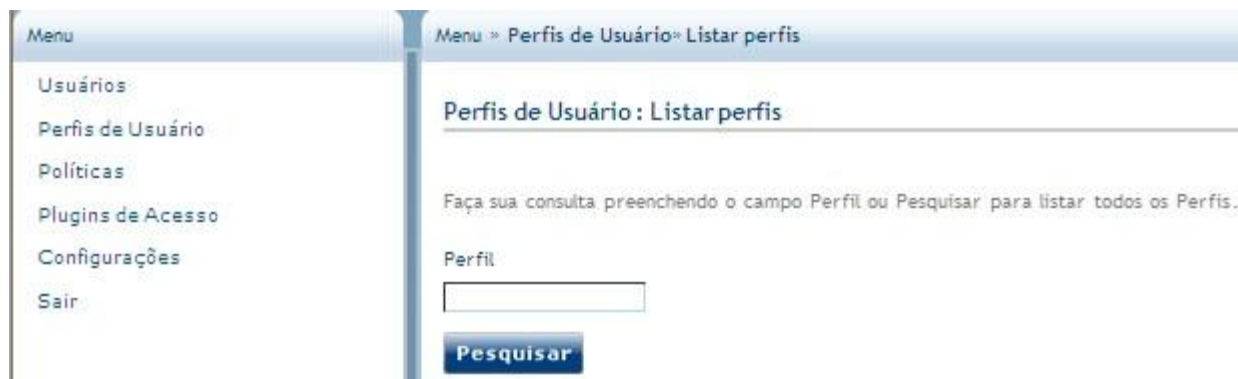 Menu
Usuários
Perfis de Usuário
Políticas
Plugins de Acesso
Configurações
Sair
Menu » Perfis de Usuário» Listar perfis
Perfis de Usuário : Listar perfis
Faça sua consulta preenchendo o campo Perfil ou Pesquisar para listar todos os Perfis.
Perfil
Pesquisar